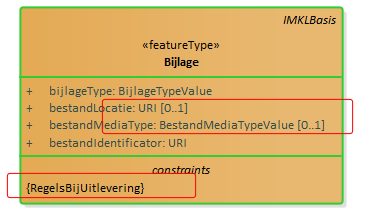 IMKLBasis
«featureType»
Bijlage
+ bijlageType: BijlageTypeValue
+ bestandLocatie: URI [0..1]
+ bestandMediaType: BestandMediaTypeValue [0..1]
+ bestandIdentificator: URI
constraints
{RegelsBijUitlevering}